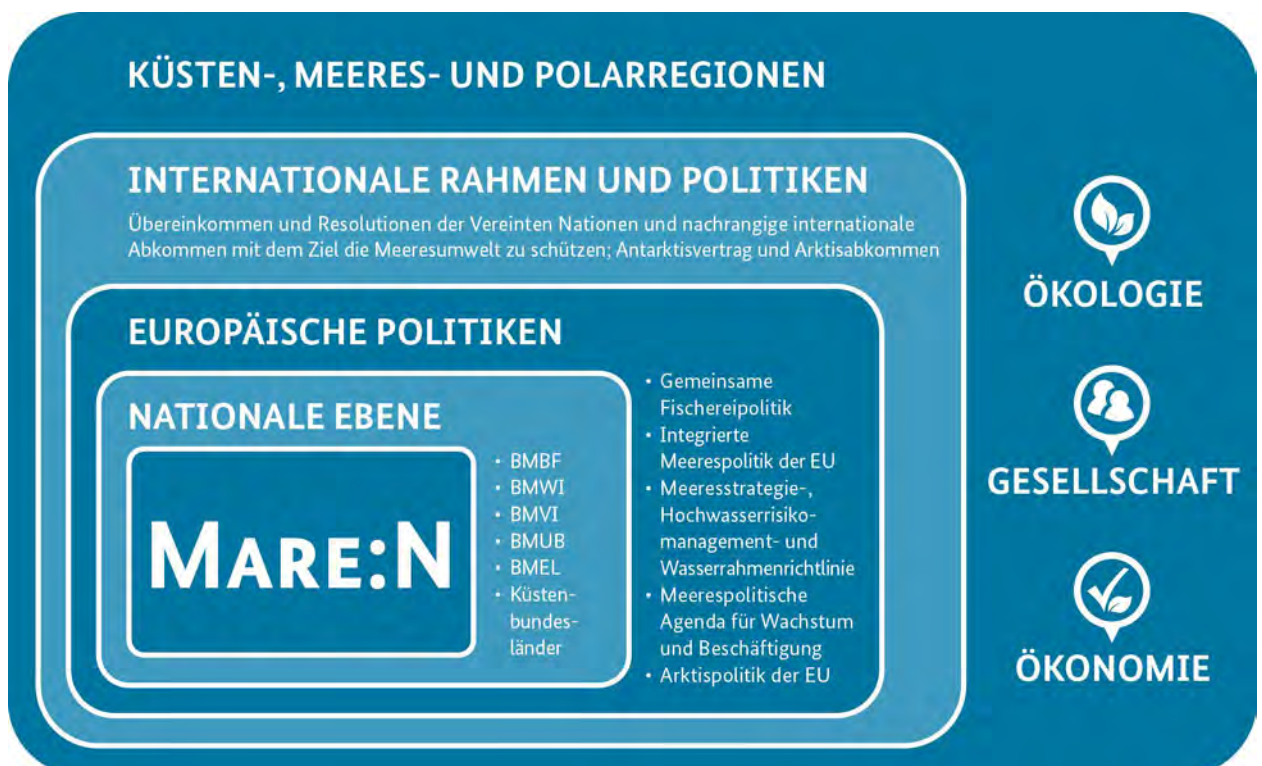 KÜSTEN-, MEERES- UND POLARREGIONEN
INTERNATIONALE RAHMEN UND POLITIKEN
Übereinkommen und Resolutionen der Vereinten Nationen und nachrangige internationale
Abkommen mit dem Ziel die Meeresumwelt zu schützen; Antarktisvertrag und Arktisabkommen
EUROPÄISCHE POLITIKEN
NATIONALE EBENE
MARE:N
• BMBF
• BMWI
• BMVI
• BMUB
• BMEL
• Küsten-
bundes-
länder
• Gemeinsame
Fischereipolitik
• Integrierte
Meerespolitik der EU
• Meeresstrategie-,
Hochwasserrisiko-
management- und
Wasserrahmenrichtlinie
• Meerespolitische
Agenda für Wachstum
und Beschäftigung
• Arktispolitik der EU
ÖKOLOGIE
GESELLSCHAFT
ÖKONOMIE